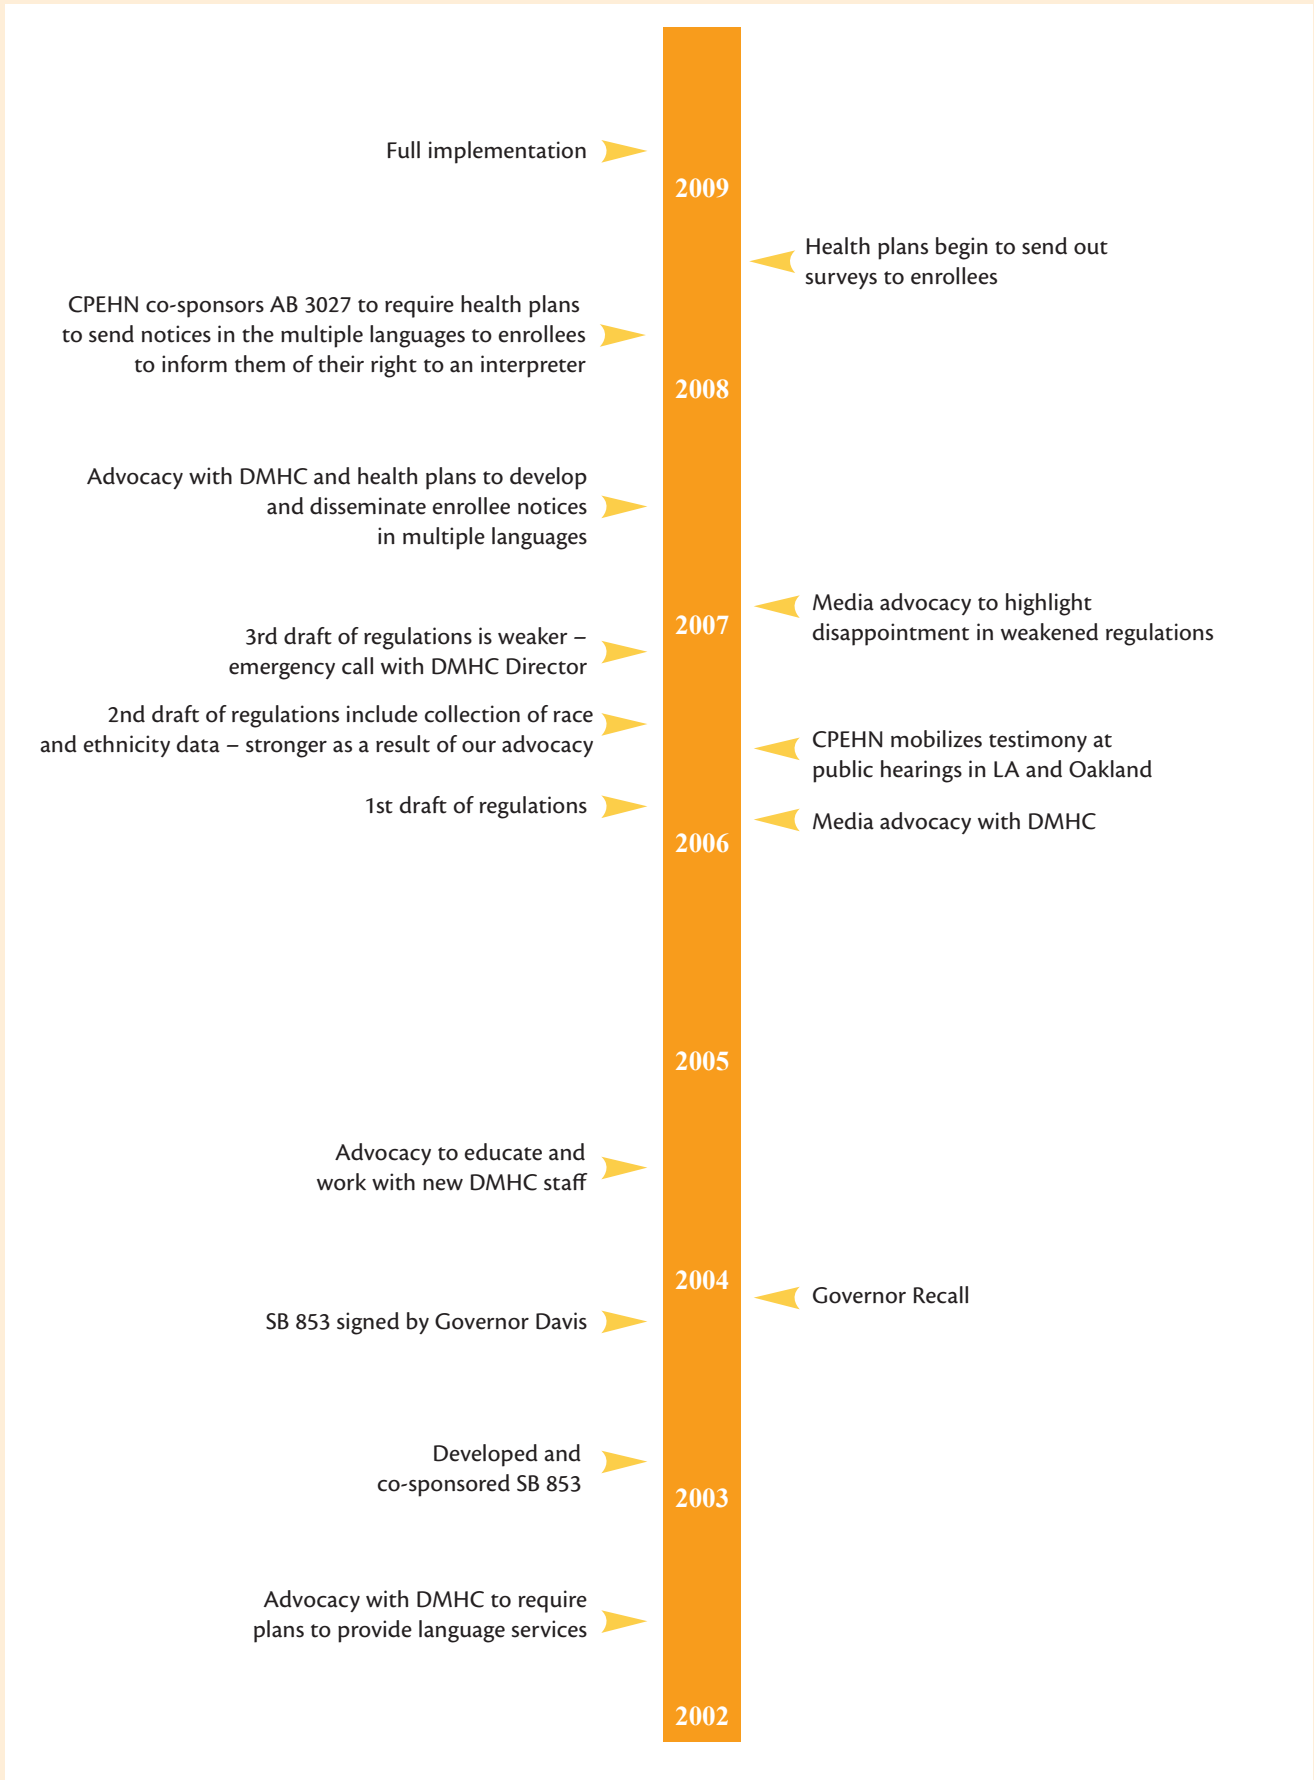 Full implementation
2009
Health plans begin to send out
surveys to enrollees
CPEHN co-sponsors AB 3027 to require health plans
to send notices in the multiple languages to enrollees
to inform them of their right to an interpreter
2008
Advocacy with DMHC and health plans to develop
and disseminate enrollee notices
in multiple languages
Media advocacy to highlight
disappointment in weakened regulations
2007
3rd draft of regulations is weaker –
emergency call with DMHC Director
2nd draft of regulations include collection of race
and ethnicity data – stronger as a result of our advocacy
CPEHN mobilizes testimony at
public hearings in LA and Oakland
1st draft of regulations
Media advocacy with DMHC
2006
2005
Advocacy to educate and
work with new DMHC staff
2004
Governor Recall
SB 853 signed by Governor Davis
Developed and
co-sponsored SB 853
2003
Advocacy with DMHC to require
plans to provide language services
2002